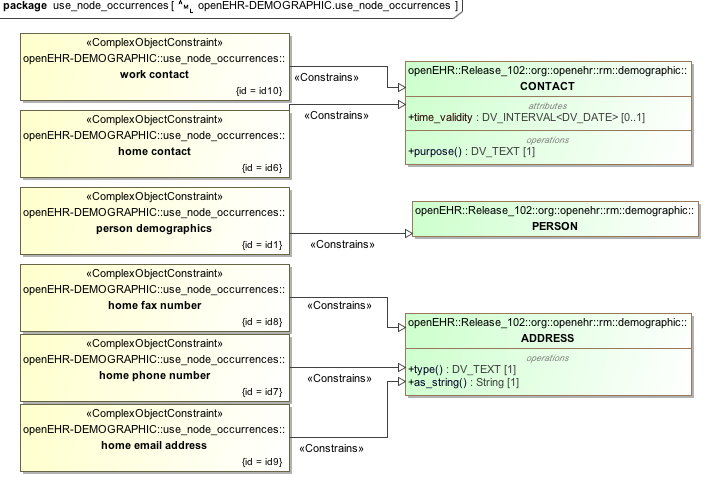 package use_node_occurrences [ openEHR-DEMOGRAPHIC.use_node_occurrences ]
«ComplexObjectConstraint»
openEHR-DEMOGRAPHIC::use_node_occurrences::
work contact
{id = id10}
«Constrains»
«ComplexObjectConstraint»
openEHR-DEMOGRAPHIC::use_node_occurrences::
home contact
{id = id6}
«Constrains»
openEHR::Release_102::org::openehr::rm::demographic::
CONTACT
attributes
+time_validity : DV_INTERVAL<DV_DATE> [0..1]
operations
+purpose() : DV_TEXT [1]
«ComplexObjectConstraint»
openEHR-DEMOGRAPHIC::use_node_occurrences::
person demographics
{id = id1}
«Constrains»
openEHR::Release_102::org::openehr::rm::demographic::
PERSON
«ComplexObjectConstraint»
openEHR-DEMOGRAPHIC::use_node_occurrences::
home fax number
{id = id8}
«Constrains»
«ComplexObjectConstraint»
openEHR-DEMOGRAPHIC::use_node_occurrences::
home phone number
{id = id7}
«Constrains»
«ComplexObjectConstraint»
openEHR-DEMOGRAPHIC::use_node_occurrences::
home email address
{id = id9}
«Constrains»
openEHR::Release_102::org::openehr::rm::demographic::
ADDRESS
operations
+type() : DV_TEXT [1]
+as_string() : String [1]